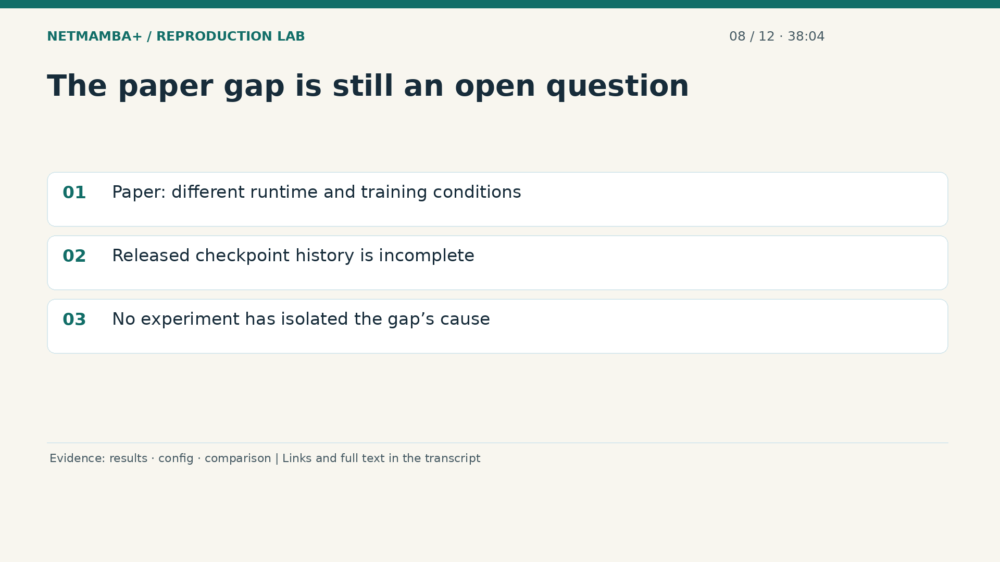 NETMAMBA+ / REPRODUCTION LAB
08 / 12 · 38:04
The paper gap is still an open question
01 Paper: different runtime and training conditions
02 Released checkpoint history is incomplete
03 No experiment has isolated the gap’s cause
Evidence: results · config · comparison | Links and full text in the transcript